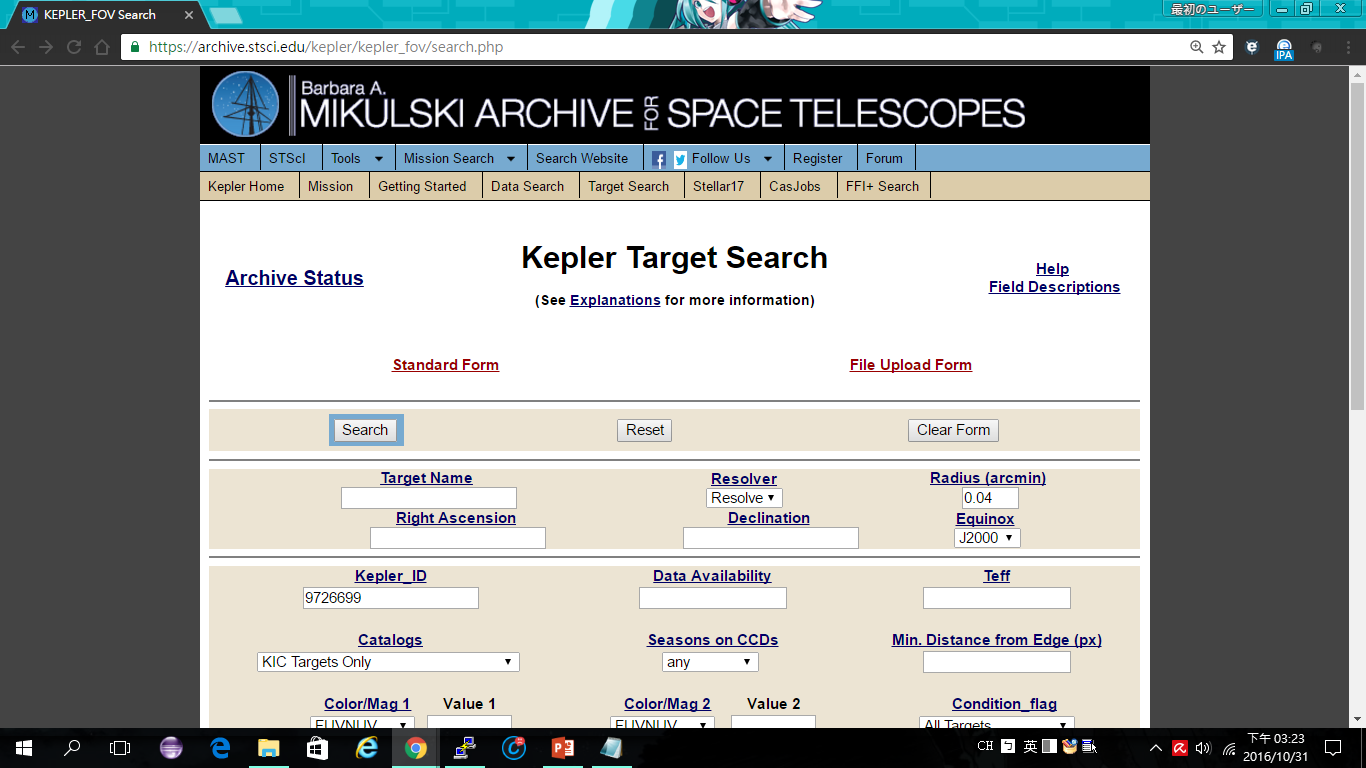 KEPLER_FOV Search
最初のユーザー
https://archive.stsci.edu/kepler/kepler_fov/search.php
IPA
Barbara A.
MIKULSKI ARCHIVE FOR SPACE TELESCOPES
MAST STScI Tools Mission Search Search Website Follow Us Register Forum
Kepler Home Mission Getting Started Data Search Target Search Stellar17 CasJobs FFI+ Search
Archive Status
Kepler Target Search
(See Explanations for more information)
Help
Field Descriptions
Standard Form File Upload Form
Search Reset Clear Form
Target Name Resolver Radius (arcmin)
Resolve 0.04
Right Ascension Declination Equinox
J2000
Kepler_ID Data Availability Teff
9726699
Catalogs Seasons on CCDs Min. Distance from Edge (px)
KIC Targets Only any
Color/Mag 1 Value 1 Color/Mag 2 Value 2 Condition_flag
FUVNUV FUVNUV All Targets
CH 英
下午 03:23
2016/10/31